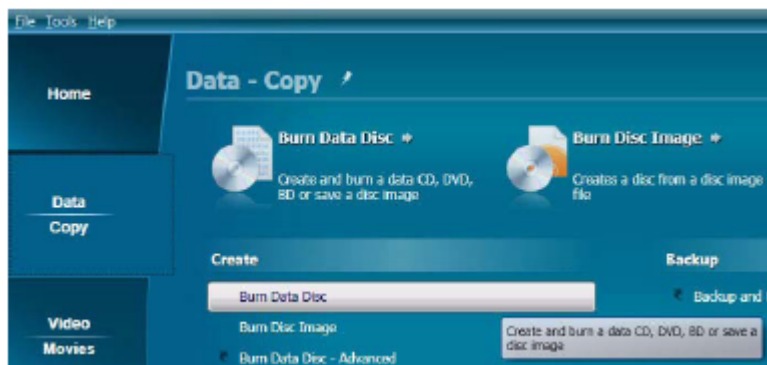 File Tools Help
Home
Data - Copy
Burn Data Disc
Create and burn a data CD, DVD,
BD or save a disc image
Burn Disc Image
Creates a disc from a disc image
file
Data
Copy
Create
Burn Data Disc
Burn Disc Image
Burn Data Disc - Advanced
Backup
Backup and
Create and burn a data CD, DVD, BD or save a
disc image
Video
Movies